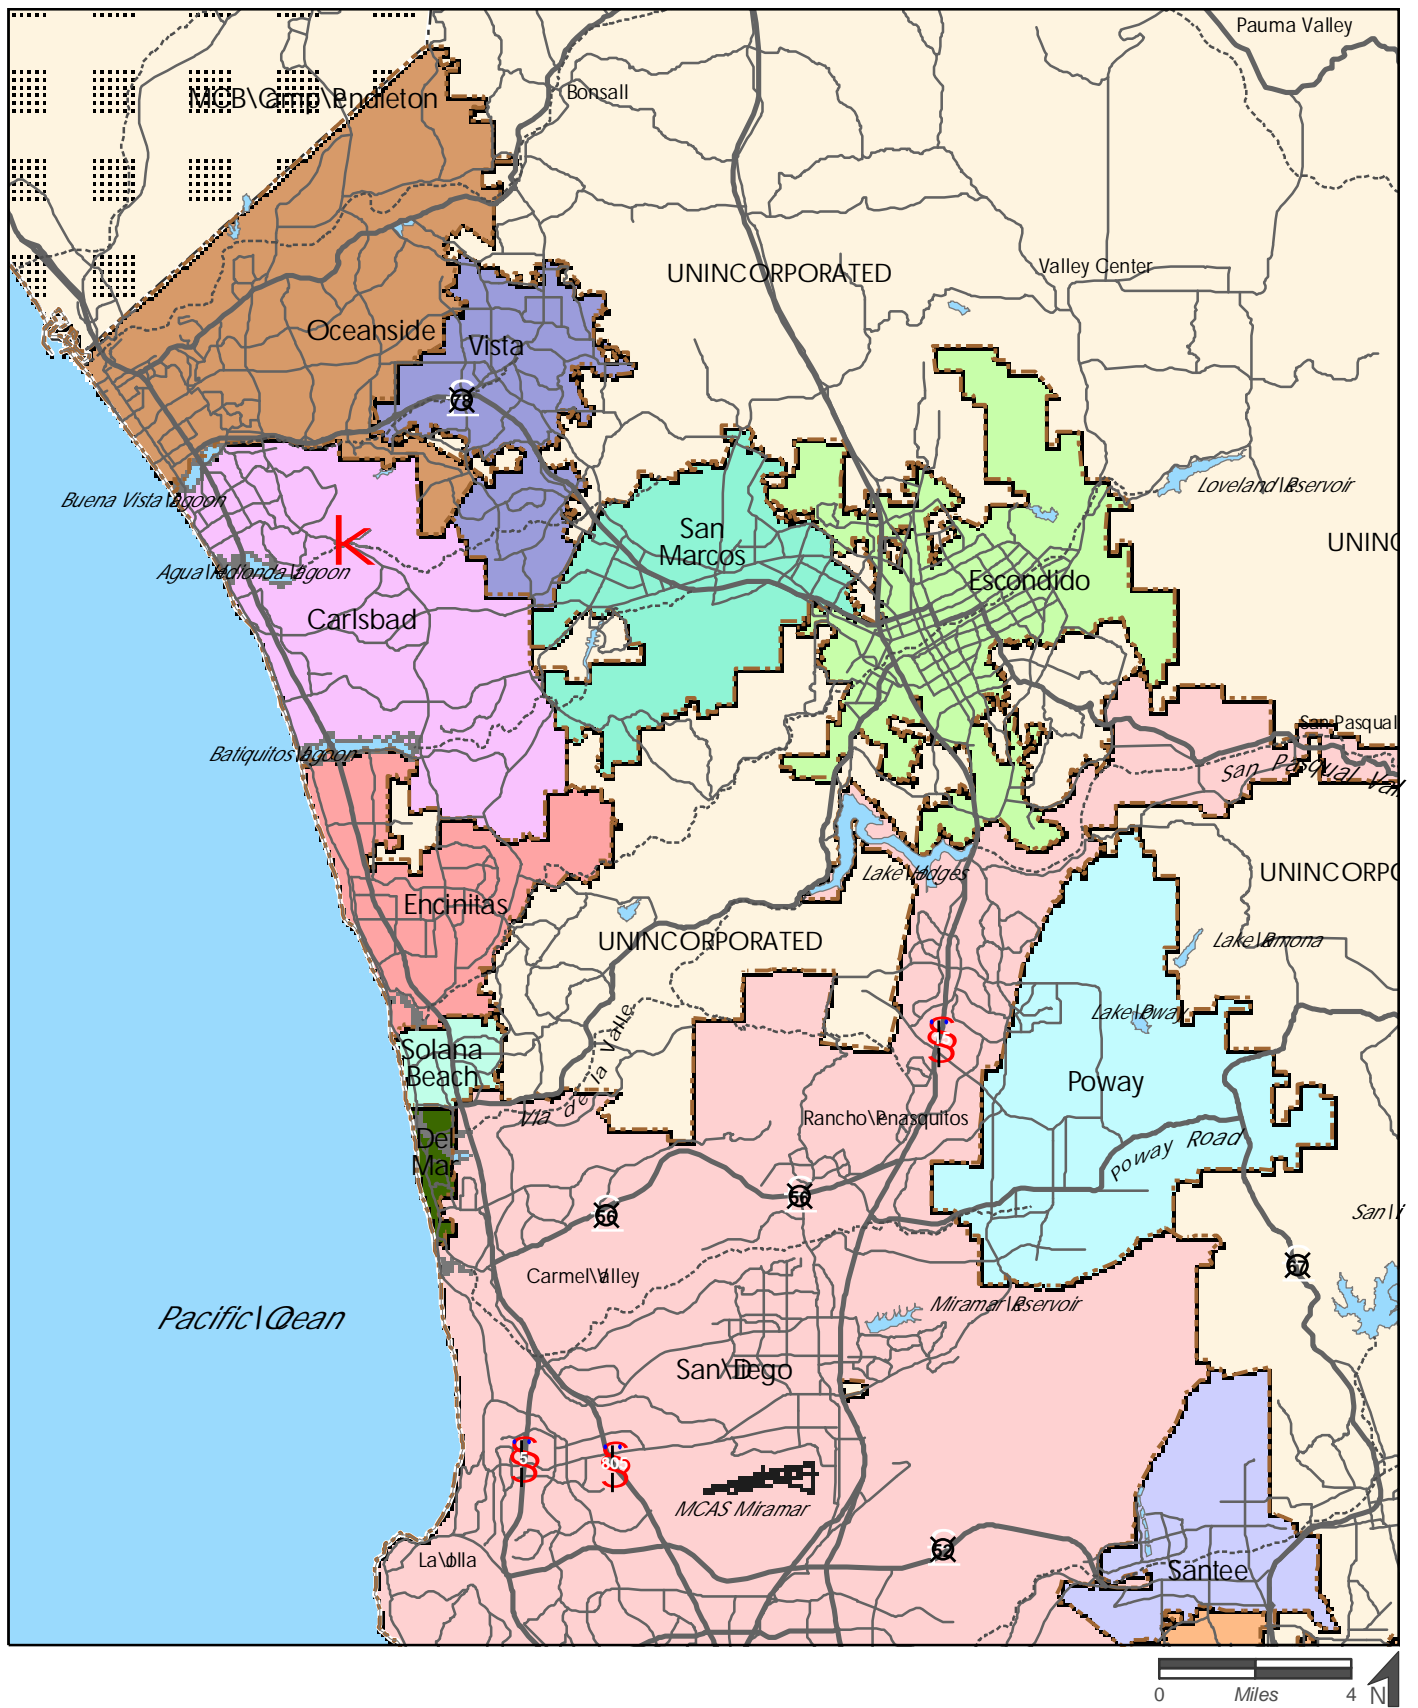 Pauma Valley
Bonsall
MCB\Camp\Pendleton
UNINCORPORATED
Valley Center
Oceanside
Vista
78
Loveland\Reservoir
Buena Vista\Lagoon
San
Marcos
UNINC
k
Agua\Hedionda\Lagoon
Escondido
Carlsbad
San Pasqual
Batiquitos\Lagoon
San Pasqual Val
Lake\Hodges
UNINCORPO
Encinitas
UNINCORPORATED
Lake\Ramona
Lake\Poway
Via de la Valle
Solana
Beach
Poway
Rancho\Penasquitos
Del
Mar
Poway Road
56
56
San\Vi
67
Carmel\Valley
Miramar\Reservoir
Pacific\Ocean
San\Diego
5
805
MCAS Miramar
52
La\Jolla
Santee
0 Miles 4 N